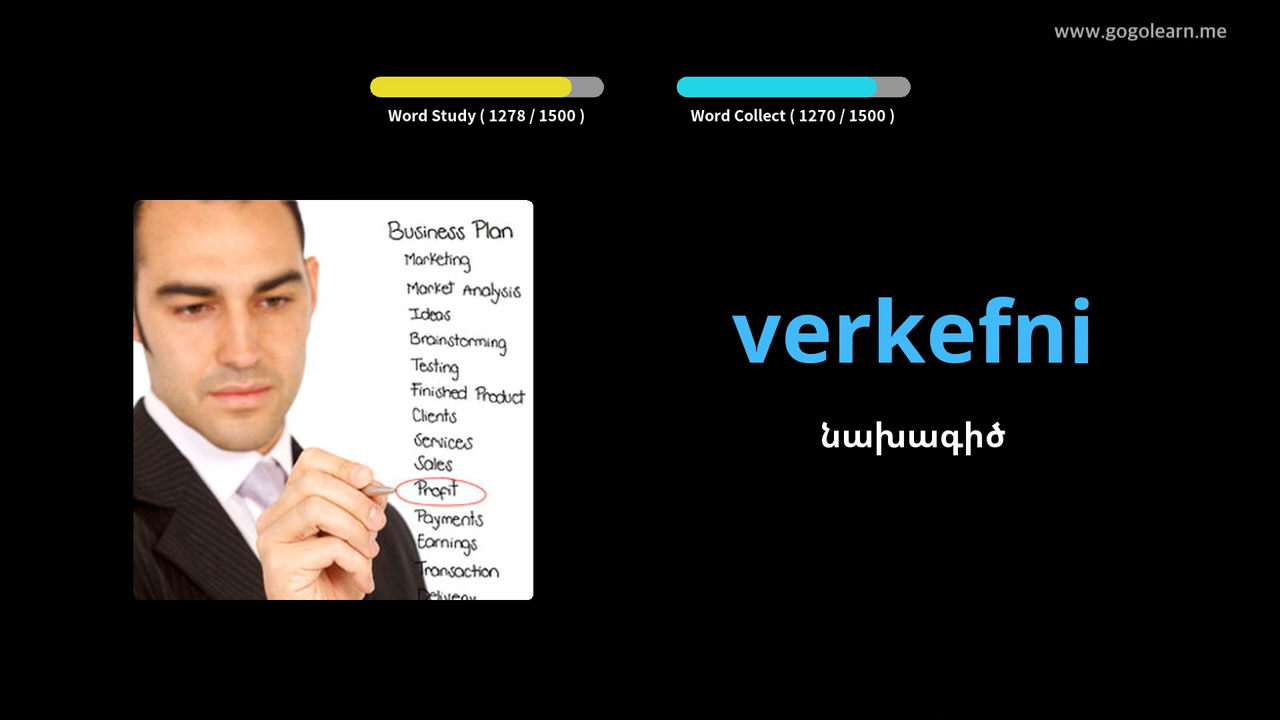 www.gogolearn.me
Word Study ( 1278 / 1500 )
Word Collect ( 1270 / 1500 )
Business Plan
Marketing
Market Analysis
Ideas
Brainstorming
Testing
Finished Product
Clients
Services
Sales
Profit
Payments
Earnings
Transaction
Delivery
verkefni
նախագիծ